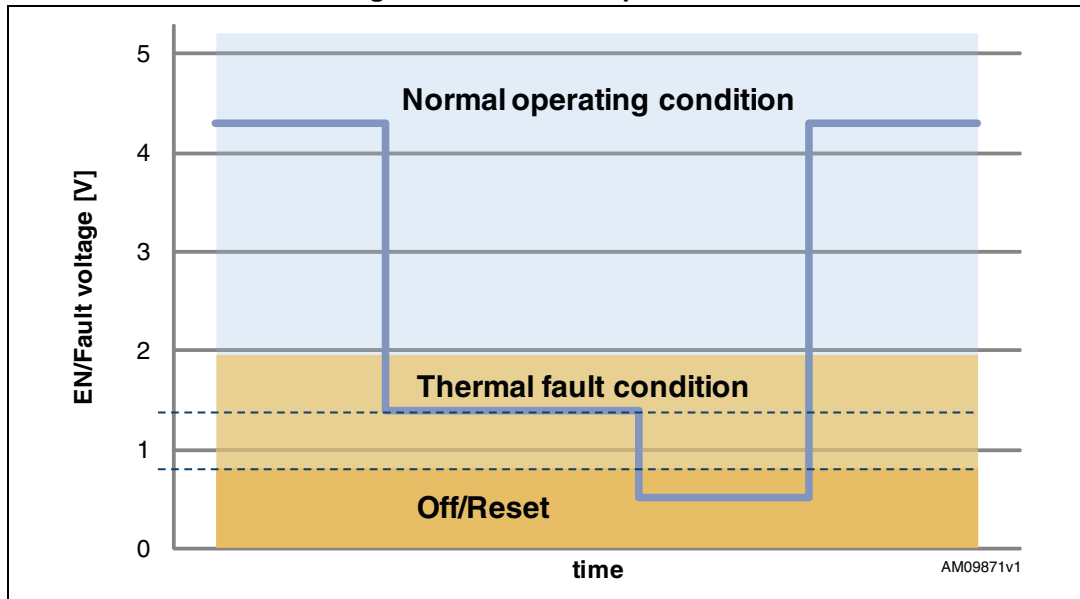 5
Normal operating condition
4
3
EN/Fault voltage [V]
2
Thermal fault condition
1
Off/Reset
0
time
AM09871v1